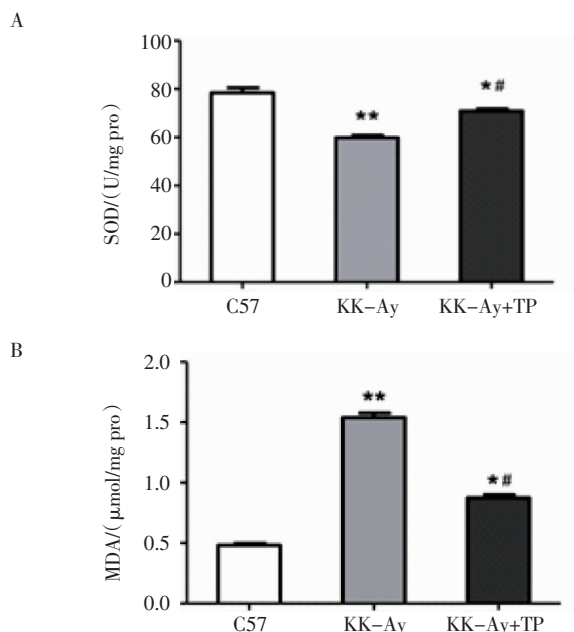 A
100
80
60
40
20
0
SOD/(U/mg pro)
**
*#
C57 KK-Ay KK-Ay+TP
B
2.0
1.5
1.0
0.5
0.0
MDA/(μmol/mg pro)
**
*#
C57 KK-Ay KK-Ay+TP